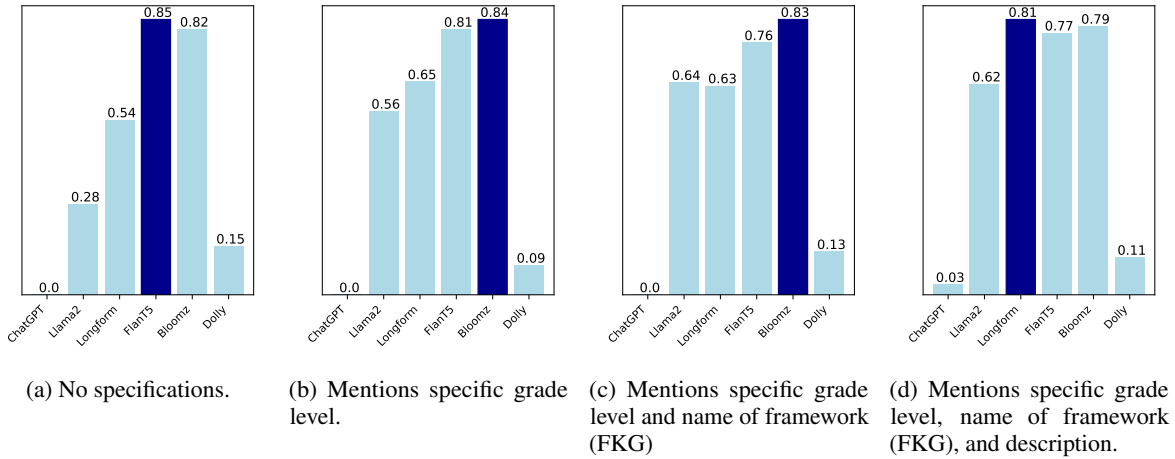 0.0
0.28
0.54
0.85
0.82
0.15
ChatGPT
Llama2
Longform
FlanT5
Bloomz
Dolly
(a) No specifications.
0.0
0.56
0.65
0.81
0.84
0.09
ChatGPT
Llama2
Longform
FlanT5
Bloomz
Dolly
(b) Mentions specific grade
level.
0.0
0.64
0.63
0.76
0.83
0.13
ChatGPT
Llama2
Longform
FlanT5
Bloomz
Dolly
(c) Mentions specific grade
level and name of framework
(FKG)
0.03
0.62
0.81
0.77
0.79
0.11
ChatGPT
Llama2
Longform
FlanT5
Bloomz
Dolly
(d) Mentions specific grade
level, name of framework
(FKG), and description.